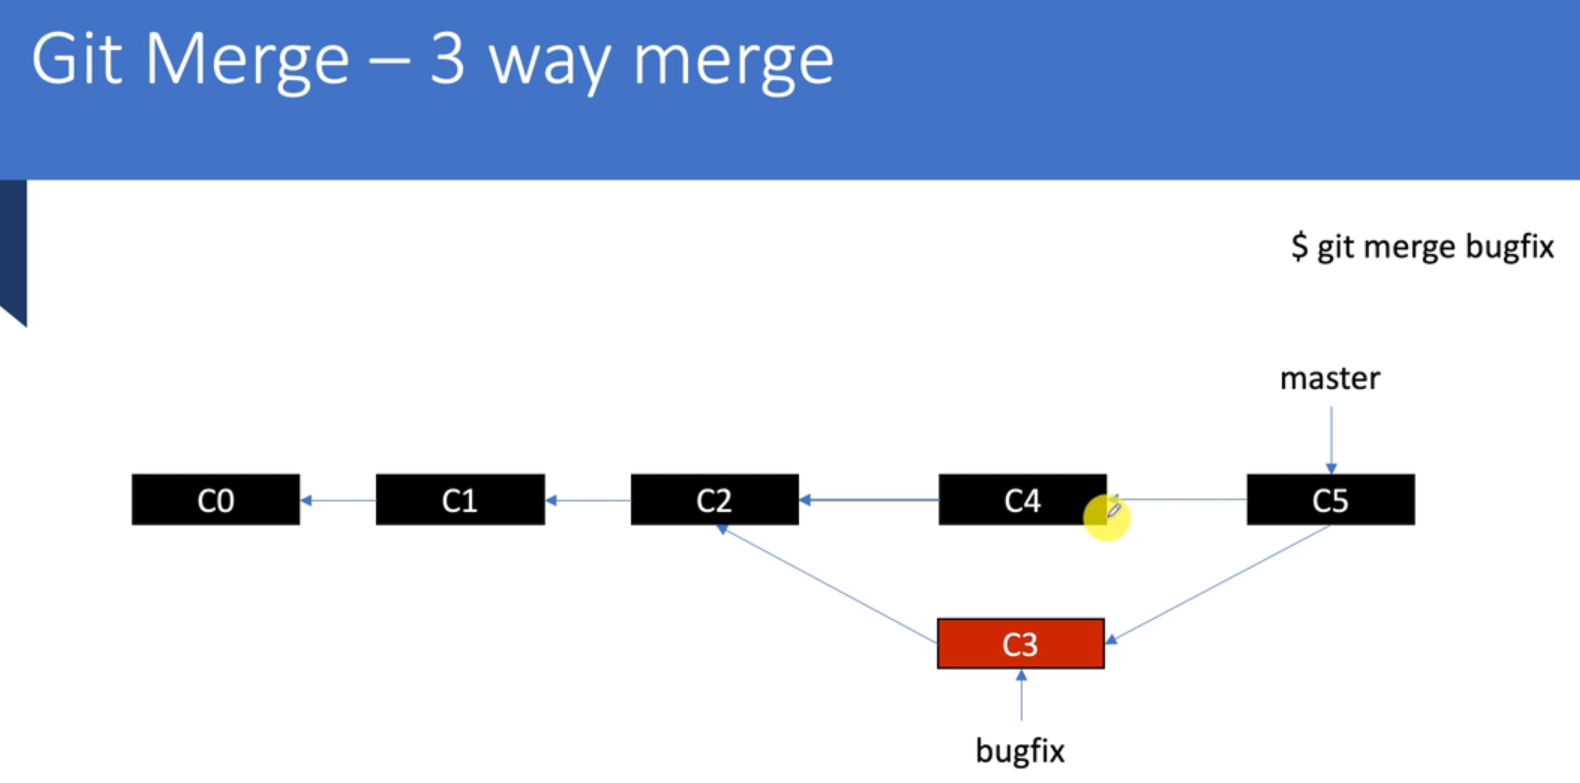 Git Merge – 3 way merge
$ git merge bugfix
master
C0
C1
C2
C4
C5
C3
bugfix